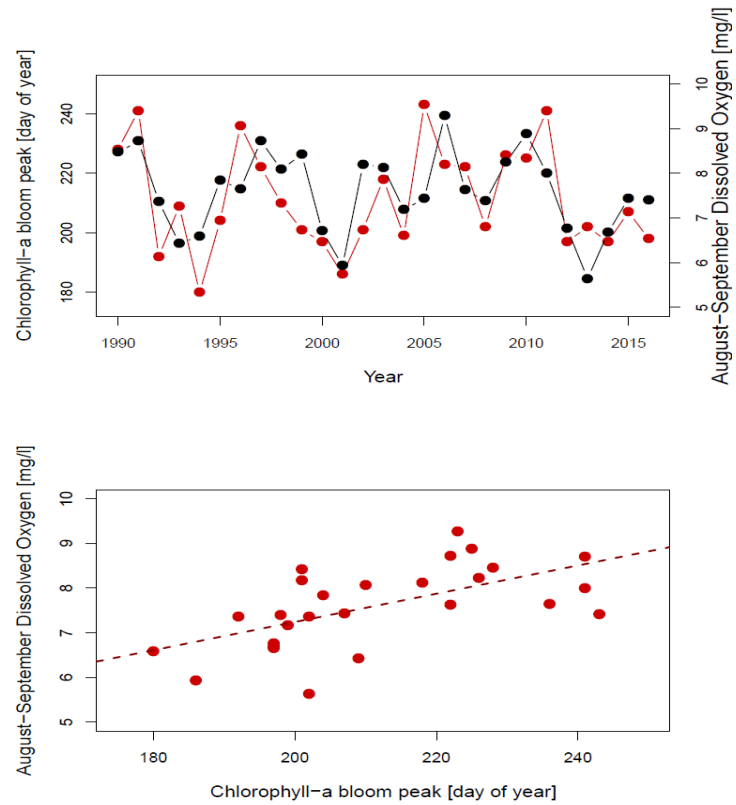 Chlorophyll−a bloom peak [day of year]
240
220
200
180
10
9
8
7
6
5
August−September Dissolved Oxygen [mg/l]
1990 1995 2000 2005 2010 2015
Year
August−September Dissolved Oxygen [mg/l]
10
9
8
7
6
5
180 200 220 240
Chlorophyll−a bloom peak [day of year]